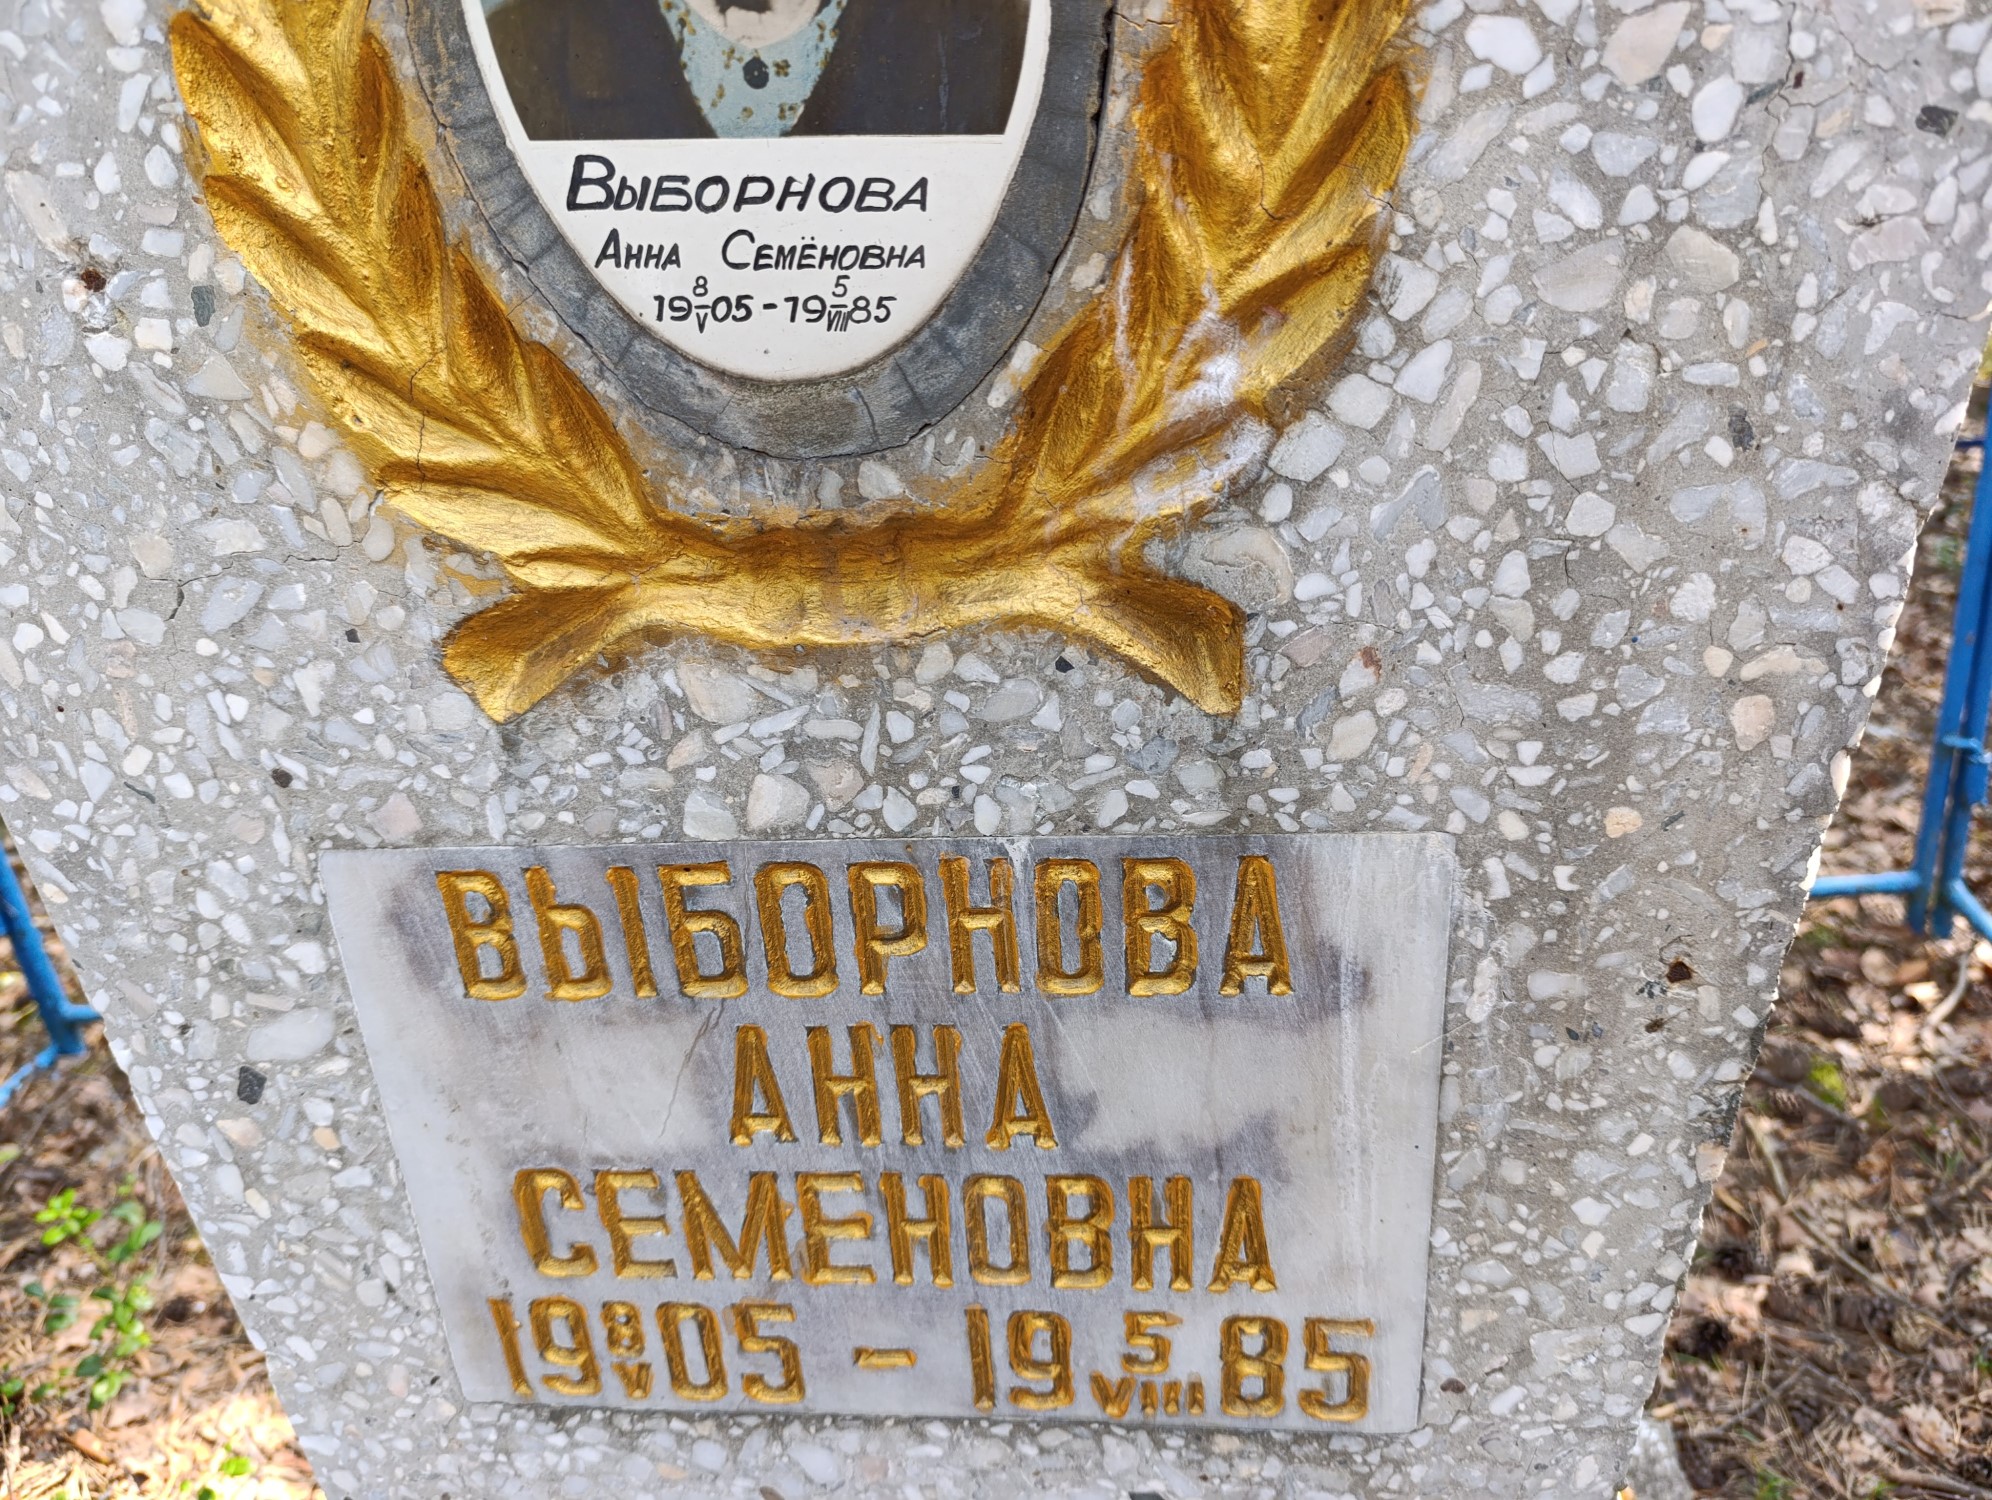 ВЫБОРНОВА
АННА СЕМЁНОВНА
19 8/V 05 - 19 5/VIII 85
ВЫБОРНОВА
АННА
СЕМЕНОВНА
19 8/V 05 - 19 5/VIII 85